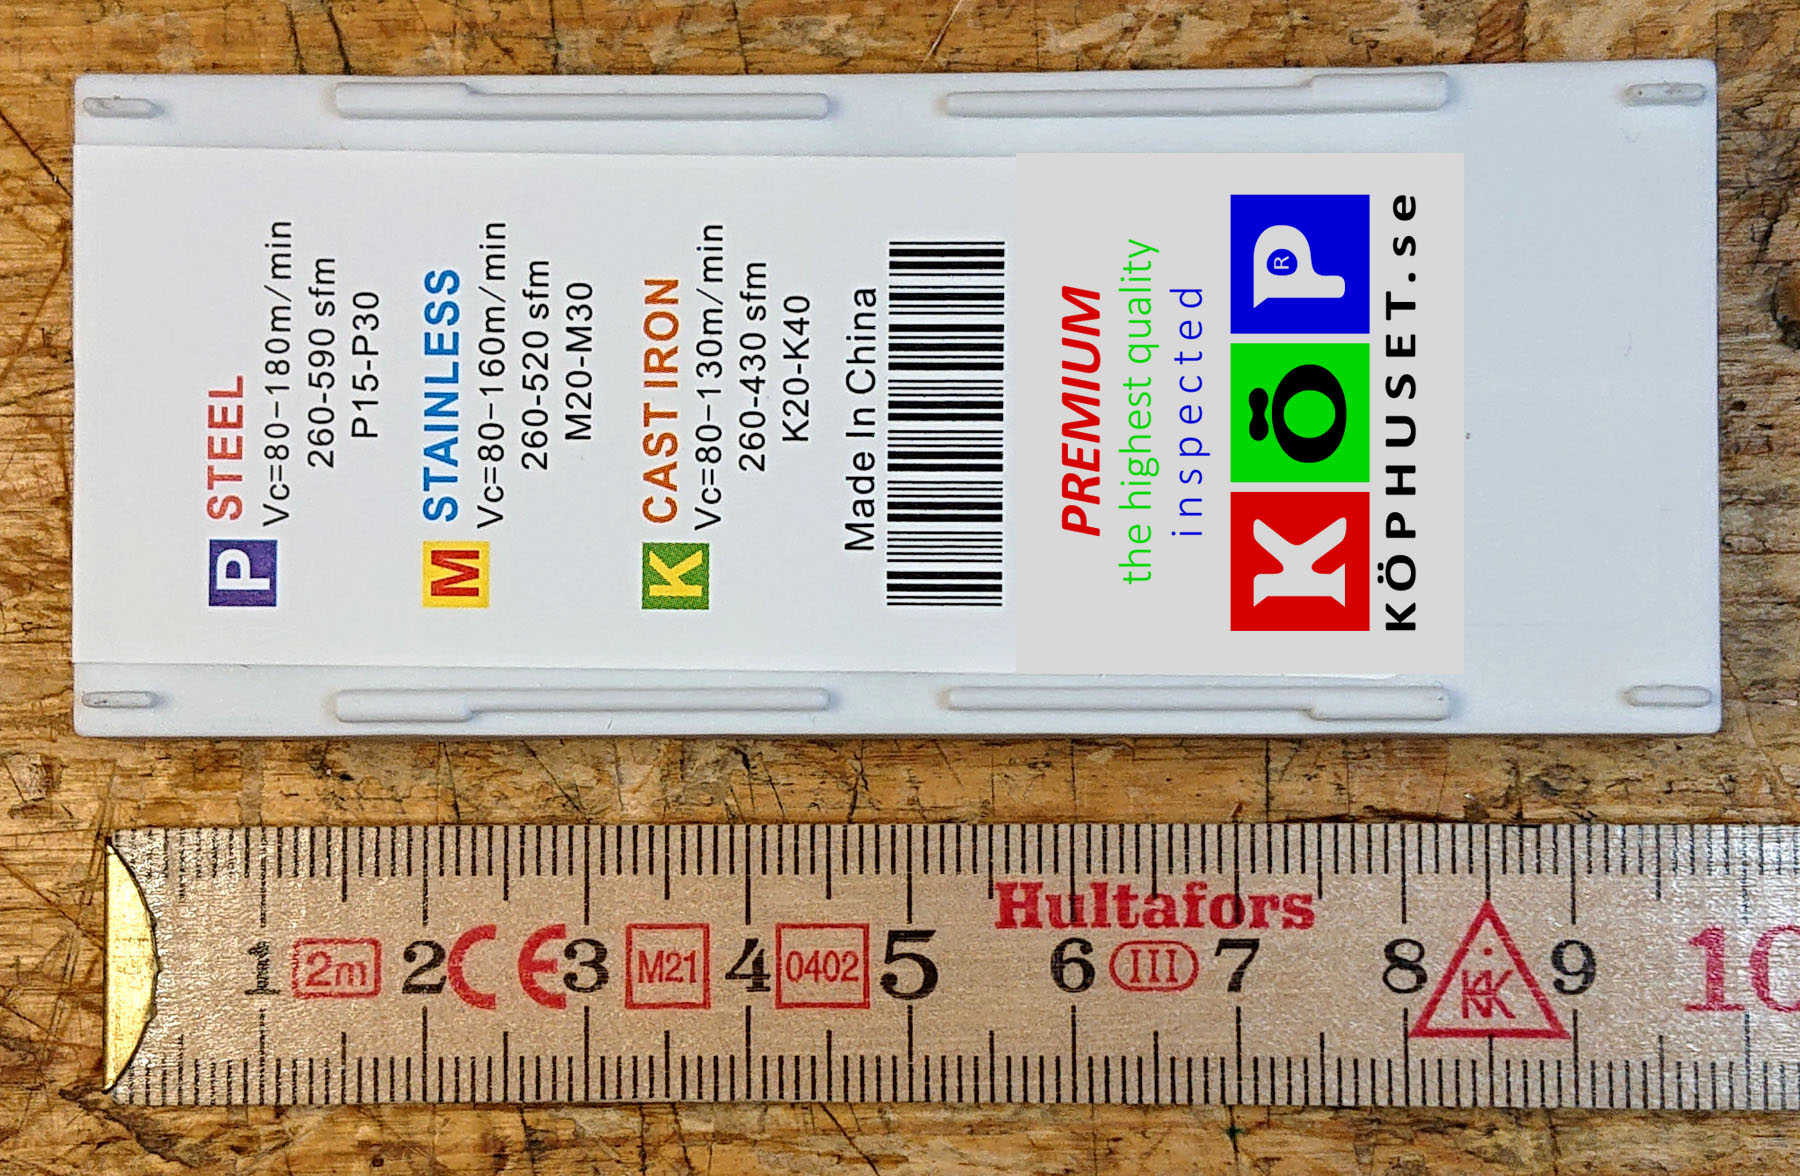 P STEEL
Vc=80-180m/min
260-590 sfm
P15-P30
M STAINLESS
Vc=80-160m/min
260-520 sfm
M20-M30
K CAST IRON
Vc=80-130m/min
260-430 sfm
K20-K40
Made In China
PREMIUM
the highest quality
inspected
KÖP®
KÖPHUSET.se
Hultafors
1 2m 2 CE 3 M21 4 0402 5 6 III 7 8 9 10